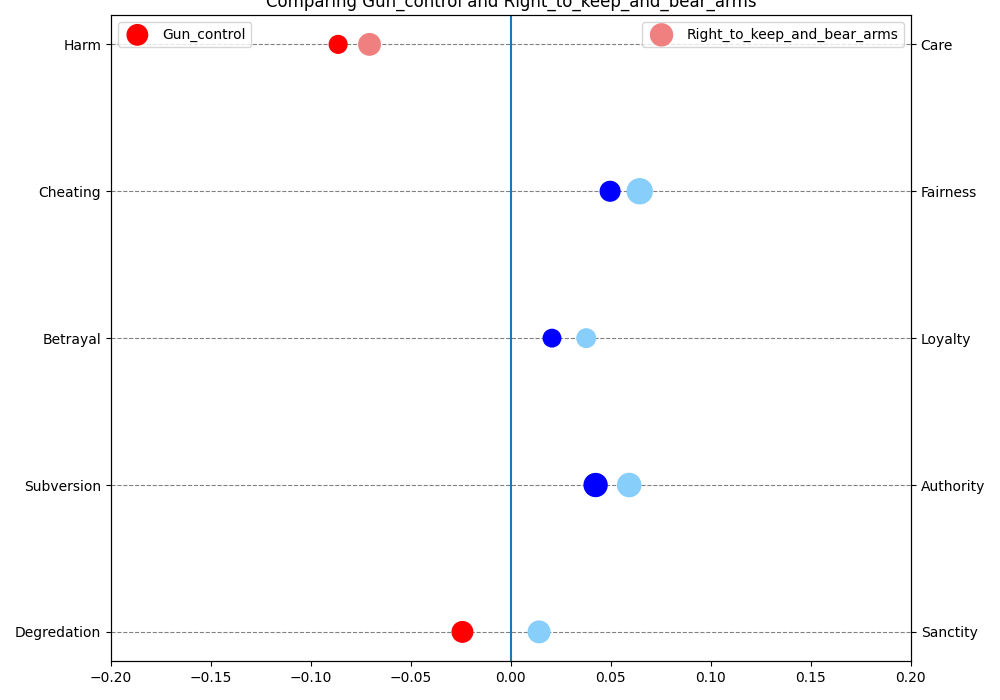 Comparing Gun_control and Right_to_keep_and_bear_arms
Gun_control
Right_to_keep_and_bear_arms
Harm
Care
Cheating
Fairness
Betrayal
Loyalty
Subversion
Authority
Degredation
Sanctity
−0.20 −0.15 −0.10 −0.05 0.00 0.05 0.10 0.15 0.20